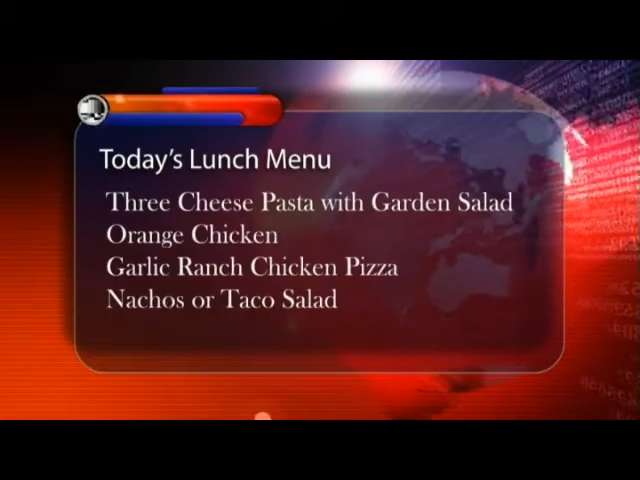 Today's Lunch Menu
Three Cheese Pasta with Garden Salad
Orange Chicken
Garlic Ranch Chicken Pizza
Nachos or Taco Salad